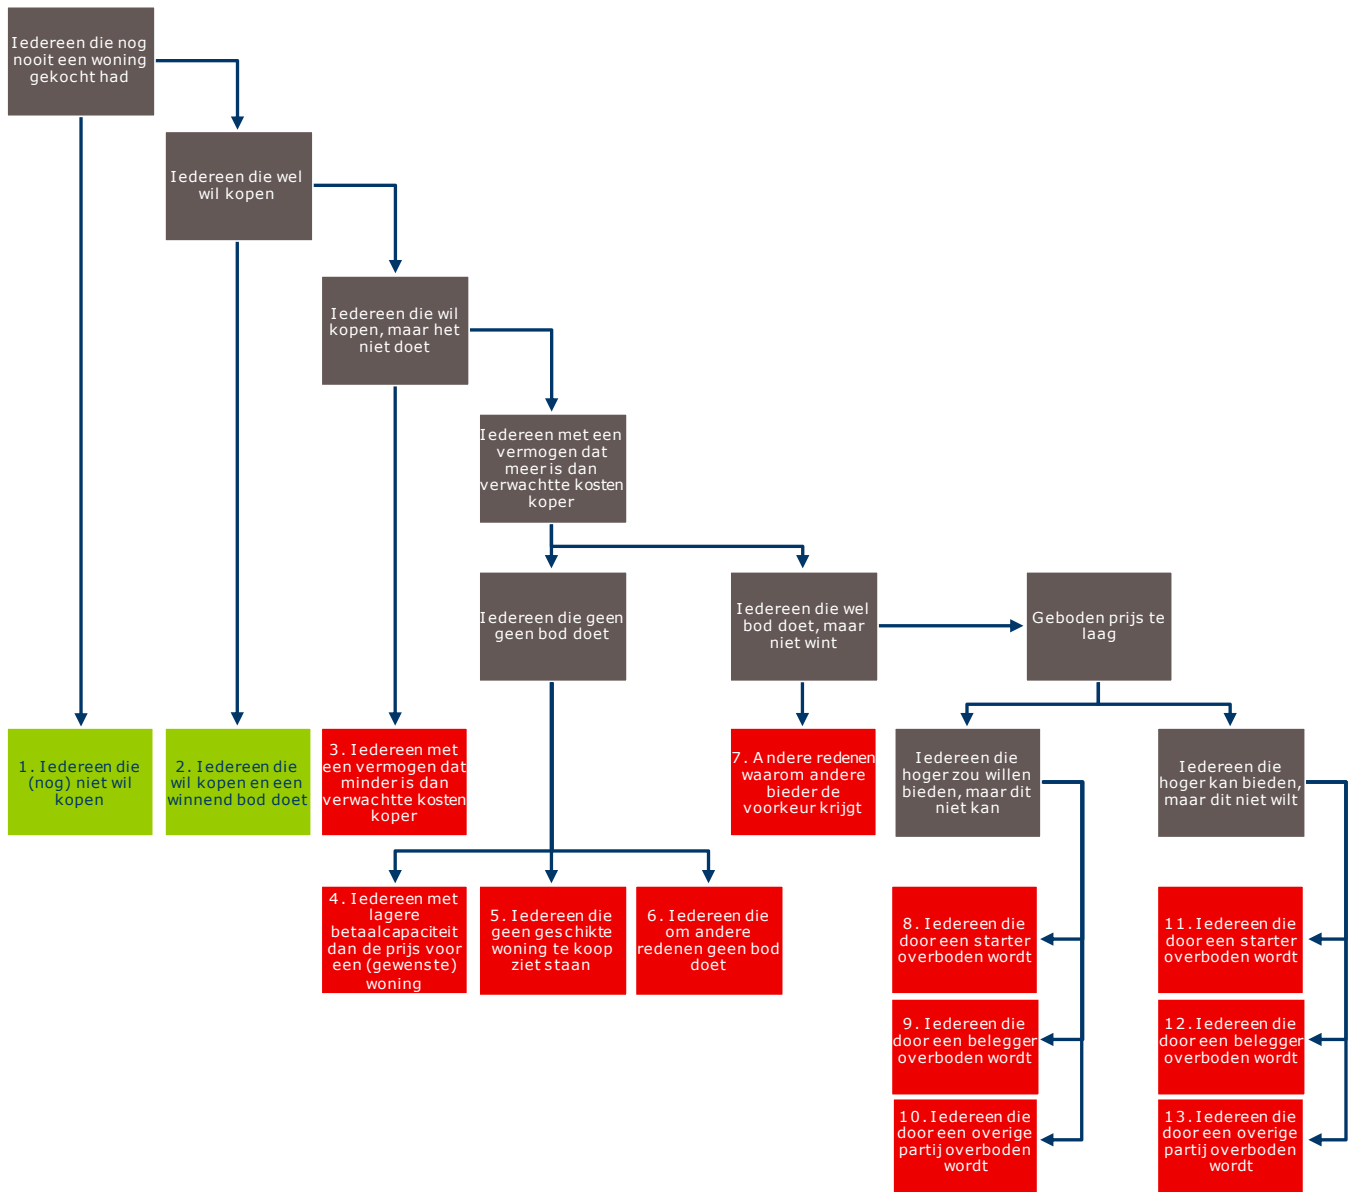 Iedereen die nog
nooit een woning
gekocht had
Iedereen die wel
wil kopen
Iedereen die wil
kopen, maar het
niet doet
Iedereen met een
vermogen dat
meer is dan
verwachtte kosten
koper
Iedereen die geen
geen bod doet
Iedereen die wel
bod doet, maar
niet wint
Geboden prijs te
laag
1. Iedereen die
(nog) niet wil
kopen
2. Iedereen die
wil kopen en een
winnend bod doet
3. Iedereen met
een vermogen dat
minder is dan
verwachtte kosten
koper
7. Andere redenen
waarom andere
bieder de
voorkeur krijgt
Iedereen die
hoger zou willen
bieden, maar dit
niet kan
Iedereen die
hoger kan bieden,
maar dit niet wilt
4. Iedereen met
lagere
betaalcapaciteit
dan de prijs voor
een (gewenste)
woning
5. Iedereen die
geen geschikte
woning te koop
ziet staan
6. Iedereen die
om andere
redenen geen bod
doet
8. Iedereen die
door een starter
overboden wordt
11. Iedereen die
door een starter
overboden wordt
9. Iedereen die
door een belegger
overboden wordt
12. Iedereen die
door een belegger
overboden wordt
10. Iedereen die
door een overige
partij overboden
wordt
13. Iedereen die
door een overige
partij overboden
wordt